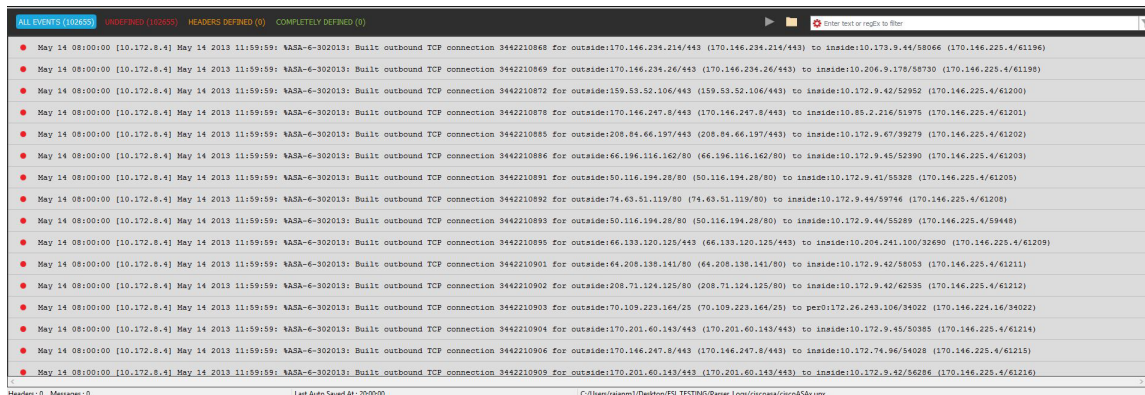 ALL EVENTS (102655) UNDEFINED (102655) HEADERS DEFINED (0) COMPLETELY DEFINED (0) Enter text or regEx to filter
May 14 08:00:00 [10.172.8.4] May 14 2013 11:59:59: %ASA-6-302013: Built outbound TCP connection 3442210868 for outside:170.146.234.214/443 (170.146.234.214/443) to inside:10.173.9.44/58066 (170.146.225.4/61196)
May 14 08:00:00 [10.172.8.4] May 14 2013 11:59:59: %ASA-6-302013: Built outbound TCP connection 3442210869 for outside:170.146.234.26/443 (170.146.234.26/443) to inside:10.206.9.178/58730 (170.146.225.4/61198)
May 14 08:00:00 [10.172.8.4] May 14 2013 11:59:59: %ASA-6-302013: Built outbound TCP connection 3442210872 for outside:159.53.52.106/443 (159.53.52.106/443) to inside:10.172.9.42/52952 (170.146.225.4/61200)
May 14 08:00:00 [10.172.8.4] May 14 2013 11:59:59: %ASA-6-302013: Built outbound TCP connection 3442210878 for outside:170.146.247.8/443 (170.146.247.8/443) to inside:10.85.2.216/51975 (170.146.225.4/61201)
May 14 08:00:00 [10.172.8.4] May 14 2013 11:59:59: %ASA-6-302013: Built outbound TCP connection 3442210885 for outside:208.84.66.197/443 (208.84.66.197/443) to inside:10.172.9.67/39279 (170.146.225.4/61202)
May 14 08:00:00 [10.172.8.4] May 14 2013 11:59:59: %ASA-6-302013: Built outbound TCP connection 3442210886 for outside:66.196.116.162/80 (66.196.116.162/80) to inside:10.172.9.45/52390 (170.146.225.4/61203)
May 14 08:00:00 [10.172.8.4] May 14 2013 11:59:59: %ASA-6-302013: Built outbound TCP connection 3442210891 for outside:50.116.194.28/80 (50.116.194.28/80) to inside:10.172.9.41/55328 (170.146.225.4/61205)
May 14 08:00:00 [10.172.8.4] May 14 2013 11:59:59: %ASA-6-302013: Built outbound TCP connection 3442210892 for outside:74.63.51.119/80 (74.63.51.119/80) to inside:10.172.9.44/59746 (170.146.225.4/61208)
May 14 08:00:00 [10.172.8.4] May 14 2013 11:59:59: %ASA-6-302013: Built outbound TCP connection 3442210893 for outside:50.116.194.28/80 (50.116.194.28/80) to inside:10.172.9.44/55289 (170.146.225.4/59448)
May 14 08:00:00 [10.172.8.4] May 14 2013 11:59:59: %ASA-6-302013: Built outbound TCP connection 3442210895 for outside:66.133.120.125/443 (66.133.120.125/443) to inside:10.204.241.100/32690 (170.146.225.4/61209)
May 14 08:00:00 [10.172.8.4] May 14 2013 11:59:59: %ASA-6-302013: Built outbound TCP connection 3442210901 for outside:64.208.138.141/80 (64.208.138.141/80) to inside:10.172.9.42/58053 (170.146.225.4/61211)
May 14 08:00:00 [10.172.8.4] May 14 2013 11:59:59: %ASA-6-302013: Built outbound TCP connection 3442210902 for outside:208.71.124.125/80 (208.71.124.125/80) to inside:10.172.9.42/62535 (170.146.225.4/61212)
May 14 08:00:00 [10.172.8.4] May 14 2013 11:59:59: %ASA-6-302013: Built outbound TCP connection 3442210903 for outside:70.109.223.164/25 (70.109.223.164/25) to per0:172.26.243.106/34022 (170.146.224.16/34022)
May 14 08:00:00 [10.172.8.4] May 14 2013 11:59:59: %ASA-6-302013: Built outbound TCP connection 3442210904 for outside:170.201.60.143/443 (170.201.60.143/443) to inside:10.172.9.45/50385 (170.146.225.4/61214)
May 14 08:00:00 [10.172.8.4] May 14 2013 11:59:59: %ASA-6-302013: Built outbound TCP connection 3442210906 for outside:170.146.247.8/443 (170.146.247.8/443) to inside:10.172.74.96/54028 (170.146.225.4/61215)
May 14 08:00:00 [10.172.8.4] May 14 2013 11:59:59: %ASA-6-302013: Built outbound TCP connection 3442210909 for outside:170.201.60.143/443 (170.201.60.143/443) to inside:10.172.9.42/56286 (170.146.225.4/61216)
Headers : 0 Messages : 0 Last Auto Saved At : 20:00:00